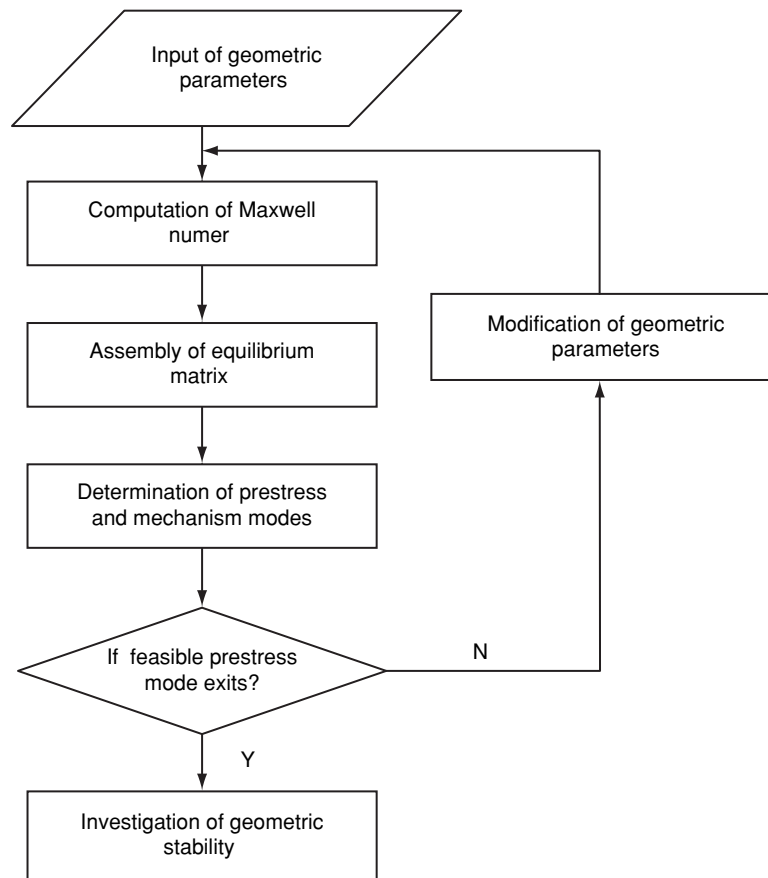 Input of geometric
parameters
Computation of Maxwell
numer
Assembly of equilibrium
matrix
Modification of geometric
parameters
Determination of prestress
and mechanism modes
If feasible prestress
mode exits?
N
Y
Investigation of geometric
stability